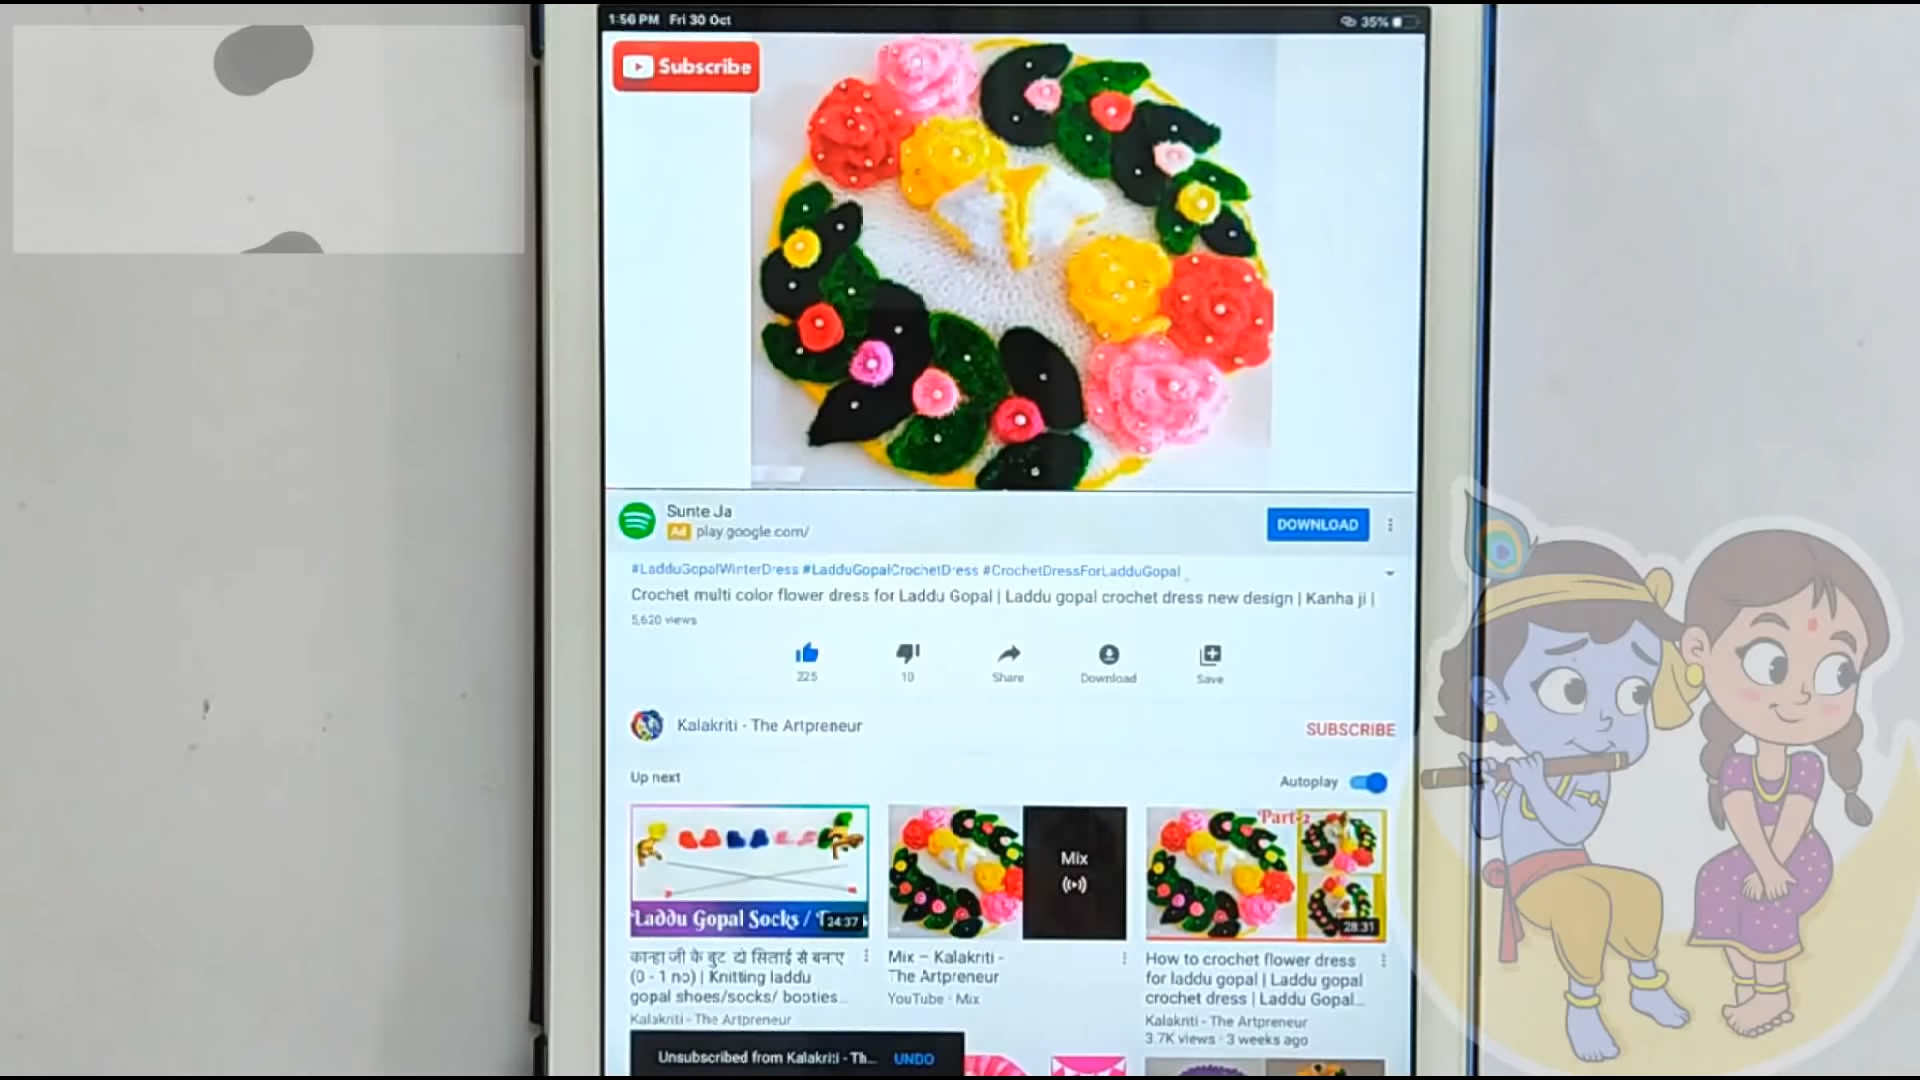 1:56 PM Fri 30 Oct
35%
Subscribe
Sunte Ja
Ad play.google.com/
DOWNLOAD
#LadduGopalWinterDress #LadduGopalCrochetDress #CrochetDressForLadduGopal
Crochet multi color flower dress for Laddu Gopal | Laddu gopal crochet dress new design | Kanha ji |
5,620 views
225
10
Share
Download
Save
Kalakriti - The Artpreneur
SUBSCRIBE
Up next
Autoplay
Laddu Gopal Socks /
24:37
Mix
Part-2
28:31
कान्हा जी के बुट दो सिलाई से बनाए
(0 - 1 no) | Knitting laddu
gopal shoes/socks/ booties...
Kalakriti - The Artpreneur
Mix – Kalakriti -
The Artpreneur
YouTube · Mix
How to crochet flower dress
for laddu gopal | Laddu gopal
crochet dress | Laddu Gopal...
Kalakriti - The Artpreneur
3.7K views · 3 weeks ago
Unsubscribed from Kalakriti - Th...
UNDO